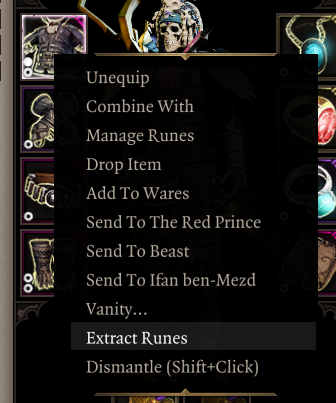 Unequip
Combine With
Manage Runes
Drop Item
Add To Wares
Send To The Red Prince
Send To Beast
Send To Ifan ben-Mezd
Vanity...
Extract Runes
Dismantle (Shift+Click)